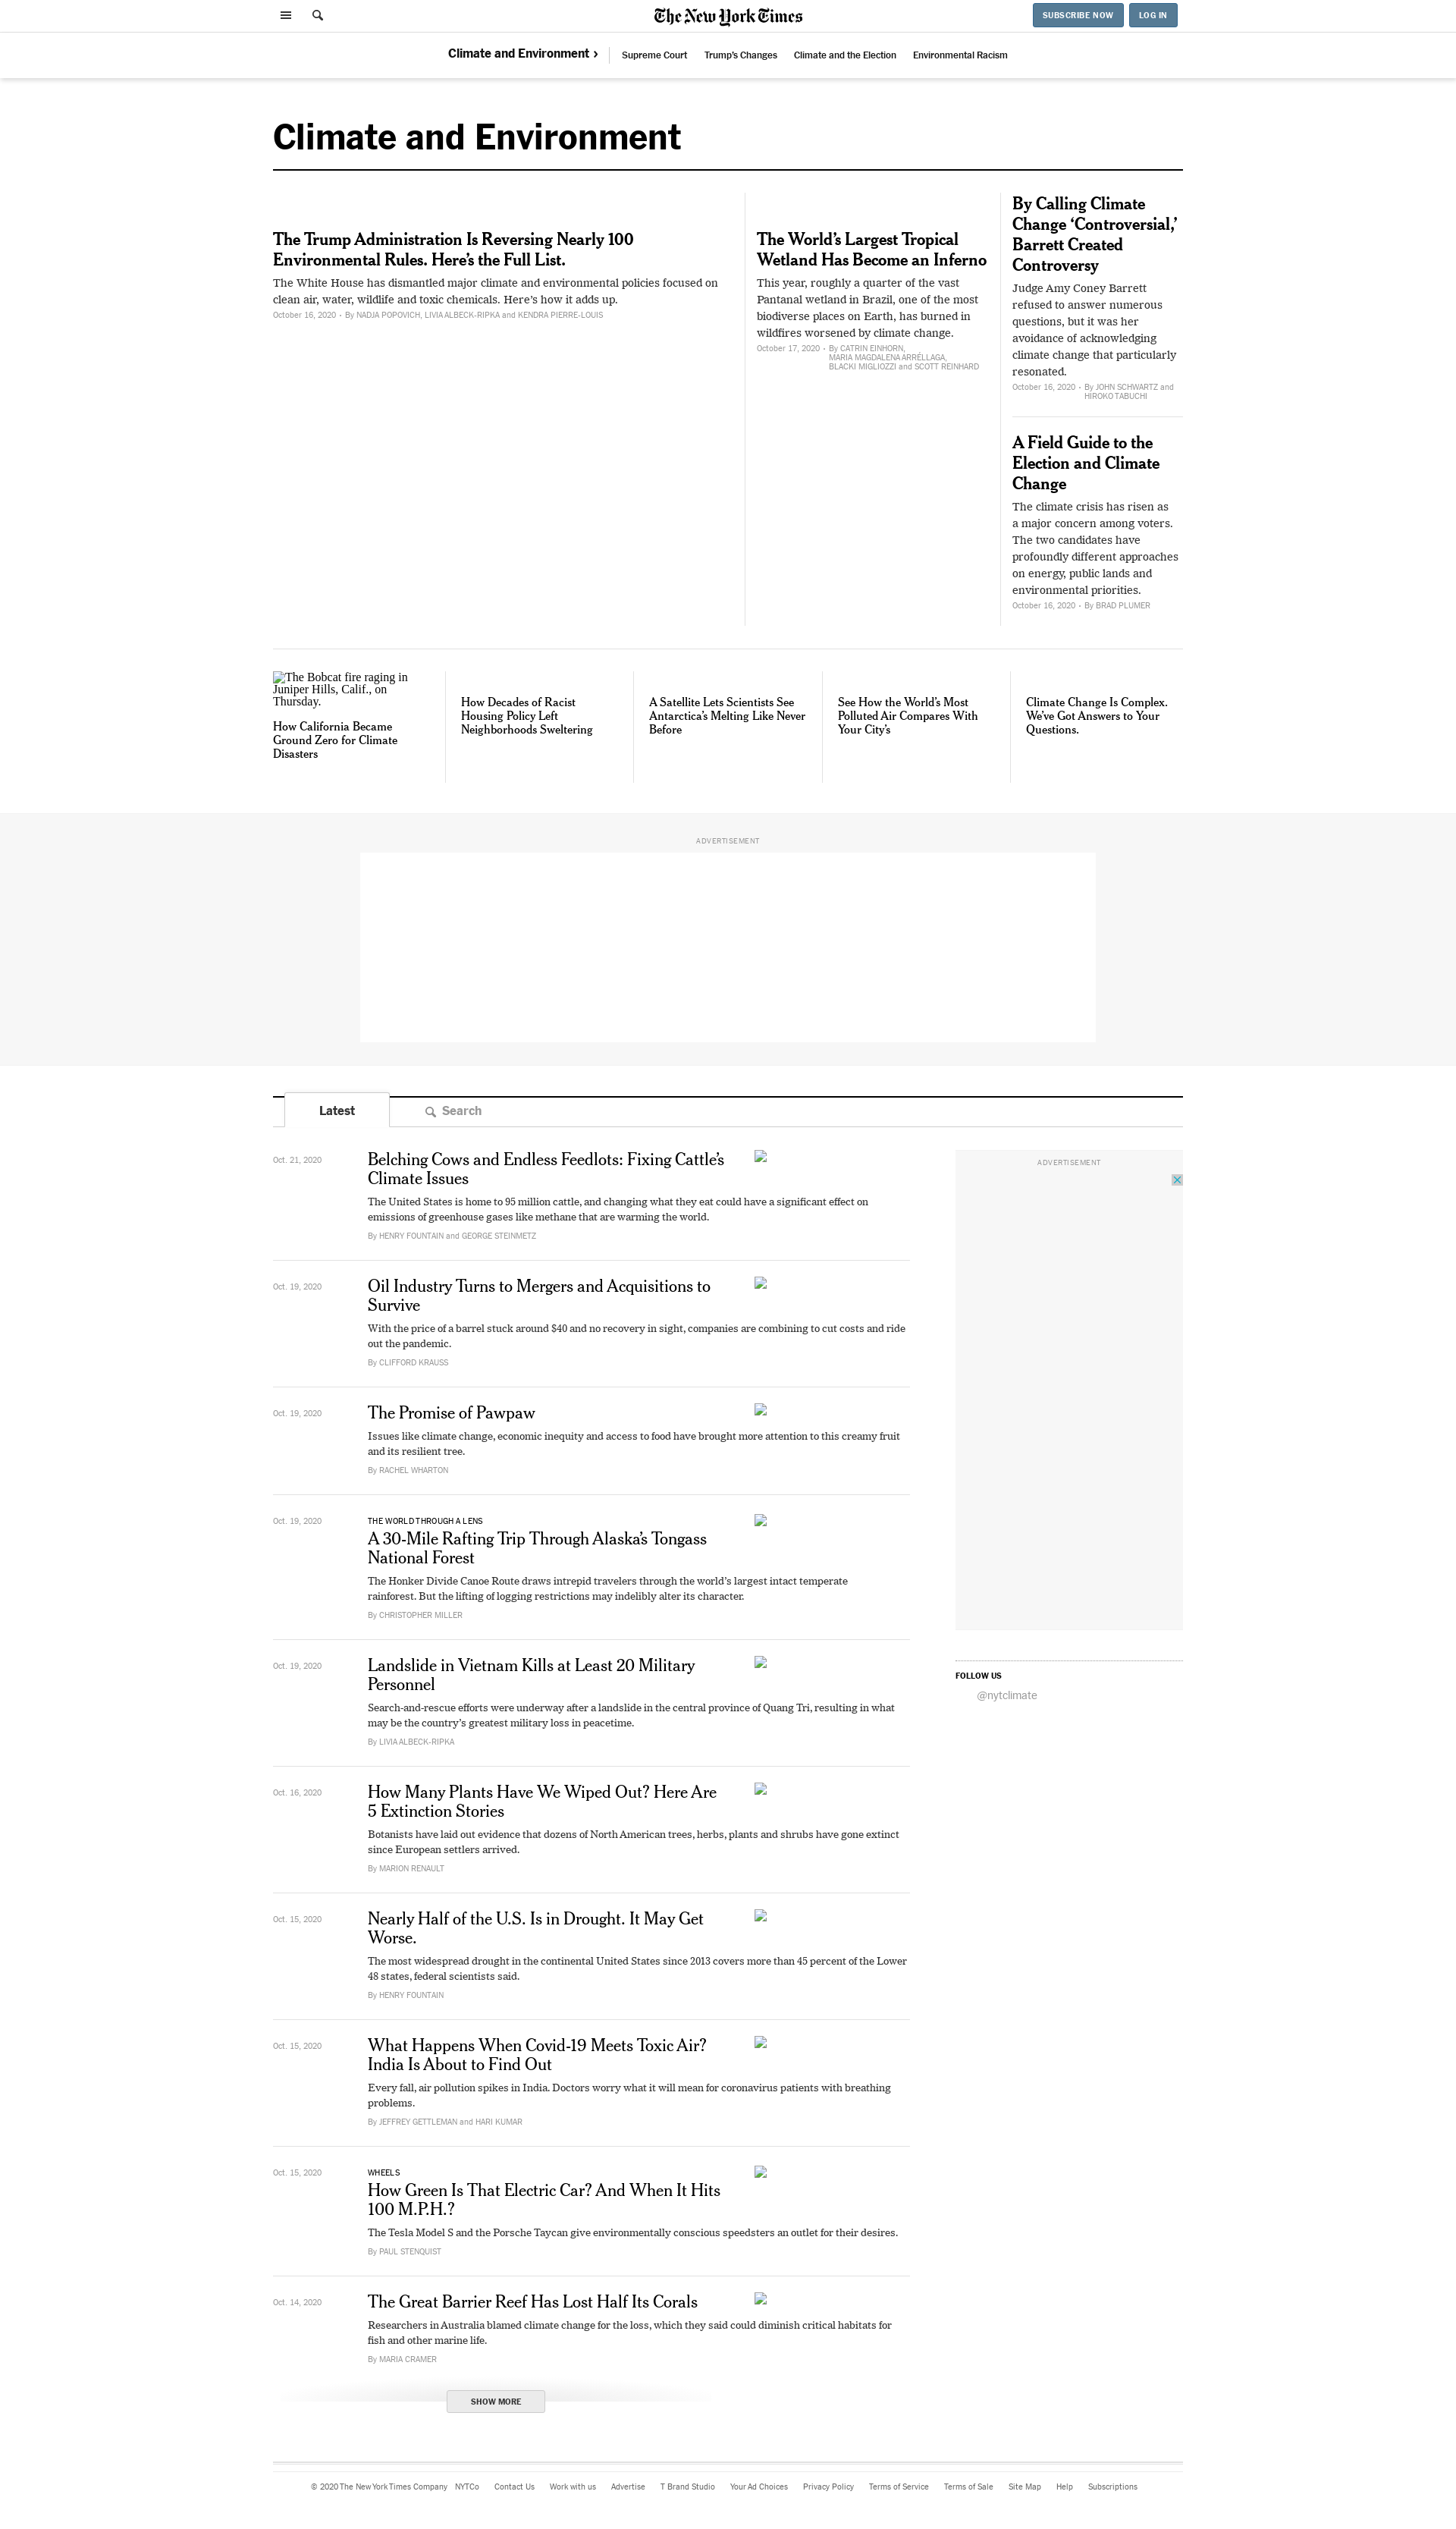 The New York Times
SUBSCRIBE NOW
LOG IN
Climate and Environment ›
Supreme Court
Trump's Changes
Climate and the Election
Environmental Racism
Climate and Environment
The Trump Administration Is Reversing Nearly 100
Environmental Rules. Here's the Full List.
The White House has dismantled major climate and environmental policies focused on
clean air, water, wildlife and toxic chemicals. Here's how it adds up.
October 16, 2020 • By NADJA POPOVICH, LIVIA ALBECK-RIPKA and KENDRA PIERRE-LOUIS
The World's Largest Tropical
Wetland Has Become an Inferno
This year, roughly a quarter of the vast
Pantanal wetland in Brazil, one of the most
biodiverse places on Earth, has burned in
wildfires worsened by climate change.
October 17, 2020 • By CATRIN EINHORN,
MARIA MAGDALENA ARRÉLLAGA,
BLACKI MIGLIOZZI and SCOTT REINHARD
By Calling Climate
Change 'Controversial,'
Barrett Created
Controversy
Judge Amy Coney Barrett
refused to answer numerous
questions, but it was her
avoidance of acknowledging
climate change that particularly
resonated.
October 16, 2020 • By JOHN SCHWARTZ and
HIROKO TABUCHI
A Field Guide to the
Election and Climate
Change
The climate crisis has risen as
a major concern among voters.
The two candidates have
profoundly different approaches
on energy, public lands and
environmental priorities.
October 16, 2020 • By BRAD PLUMER
The Bobcat fire raging in
Juniper Hills, Calif., on
Thursday.
How California Became
Ground Zero for Climate
Disasters
How Decades of Racist
Housing Policy Left
Neighborhoods Sweltering
A Satellite Lets Scientists See
Antarctica's Melting Like Never
Before
See How the World's Most
Polluted Air Compares With
Your City's
Climate Change Is Complex.
We've Got Answers to Your
Questions.
ADVERTISEMENT
Latest
Search
Oct. 21, 2020
Belching Cows and Endless Feedlots: Fixing Cattle's
Climate Issues
The United States is home to 95 million cattle, and changing what they eat could have a significant effect on
emissions of greenhouse gases like methane that are warming the world.
By HENRY FOUNTAIN and GEORGE STEINMETZ
ADVERTISEMENT
Oct. 19, 2020
Oil Industry Turns to Mergers and Acquisitions to
Survive
With the price of a barrel stuck around $40 and no recovery in sight, companies are combining to cut costs and ride
out the pandemic.
By CLIFFORD KRAUSS
Oct. 19, 2020
The Promise of Pawpaw
Issues like climate change, economic inequity and access to food have brought more attention to this creamy fruit
and its resilient tree.
By RACHEL WHARTON
Oct. 19, 2020
THE WORLD THROUGH A LENS
A 30-Mile Rafting Trip Through Alaska's Tongass
National Forest
The Honker Divide Canoe Route draws intrepid travelers through the world's largest intact temperate
rainforest. But the lifting of logging restrictions may indelibly alter its character.
By CHRISTOPHER MILLER
Oct. 19, 2020
Landslide in Vietnam Kills at Least 20 Military
Personnel
Search-and-rescue efforts were underway after a landslide in the central province of Quang Tri, resulting in what
may be the country's greatest military loss in peacetime.
By LIVIA ALBECK-RIPKA
FOLLOW US
@nytclimate
Oct. 16, 2020
How Many Plants Have We Wiped Out? Here Are
5 Extinction Stories
Botanists have laid out evidence that dozens of North American trees, herbs, plants and shrubs have gone extinct
since European settlers arrived.
By MARION RENAULT
Oct. 15, 2020
Nearly Half of the U.S. Is in Drought. It May Get
Worse.
The most widespread drought in the continental United States since 2013 covers more than 45 percent of the Lower
48 states, federal scientists said.
By HENRY FOUNTAIN
Oct. 15, 2020
What Happens When Covid-19 Meets Toxic Air?
India Is About to Find Out
Every fall, air pollution spikes in India. Doctors worry what it will mean for coronavirus patients with breathing
problems.
By JEFFREY GETTLEMAN and HARI KUMAR
Oct. 15, 2020
WHEELS
How Green Is That Electric Car? And When It Hits
100 M.P.H.?
The Tesla Model S and the Porsche Taycan give environmentally conscious speedsters an outlet for their desires.
By PAUL STENQUIST
Oct. 14, 2020
The Great Barrier Reef Has Lost Half Its Corals
Researchers in Australia blamed climate change for the loss, which they said could diminish critical habitats for
fish and other marine life.
By MARIA CRAMER
SHOW MORE
© 2020 The New York Times Company NYTCo Contact Us Work with us Advertise T Brand Studio Your Ad Choices Privacy Policy Terms of Service Terms of Sale Site Map Help Subscriptions